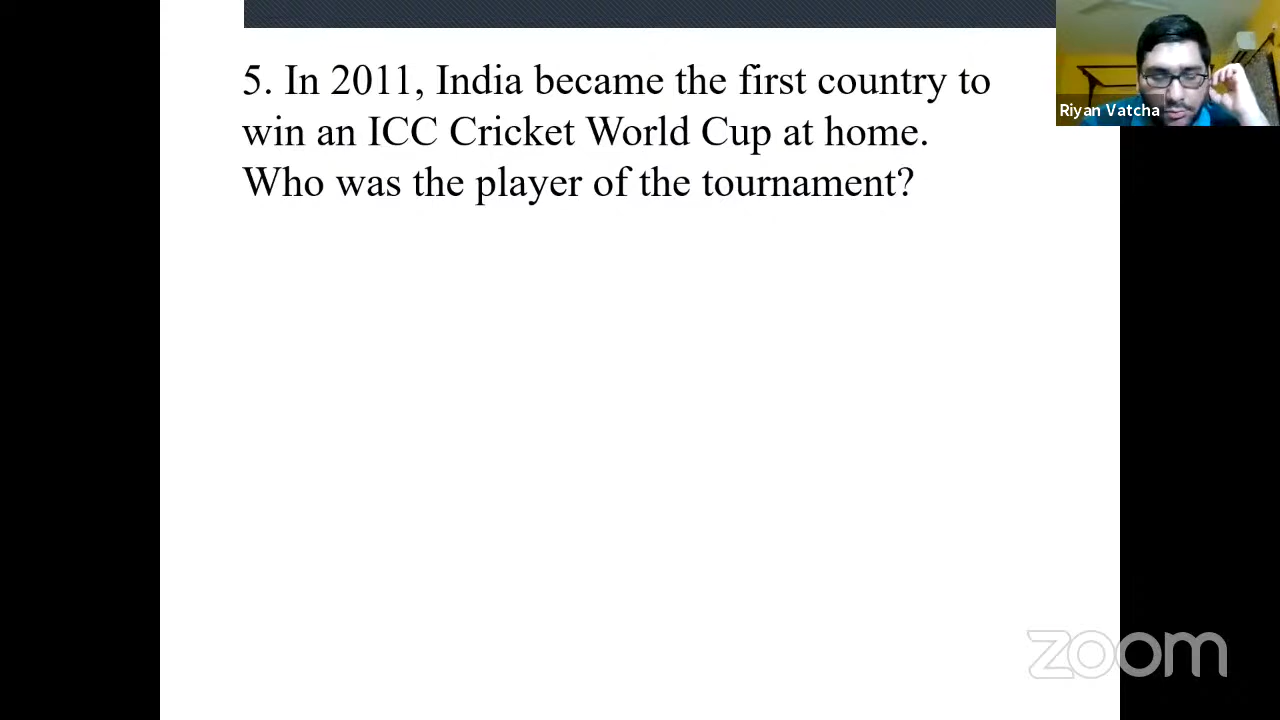 5. In 2011, India became the first country to
win an ICC Cricket World Cup at home.
Who was the player of the tournament?
Riyan Vatcha
zoom